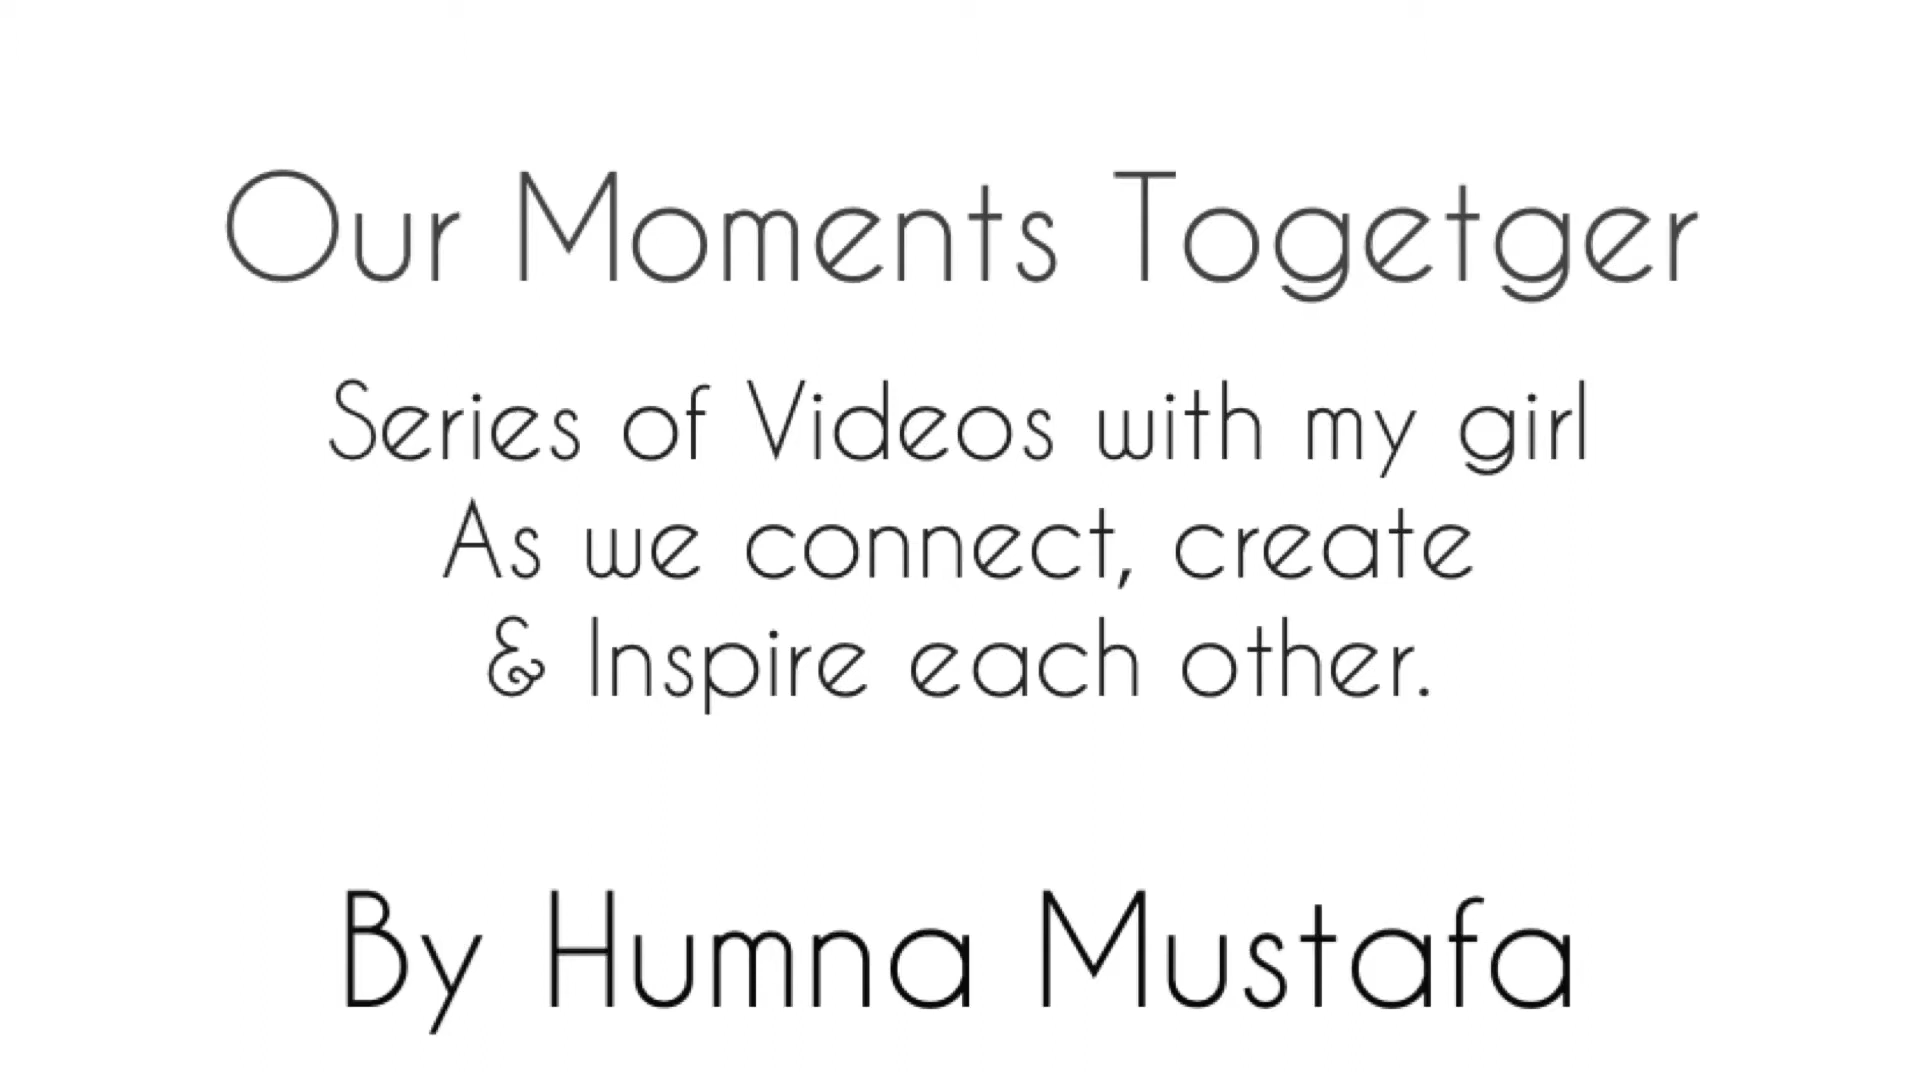 Our Moments Togetger
Series of Videos with my girl
As we connect, create
& Inspire each other.
By Humna Mustafa